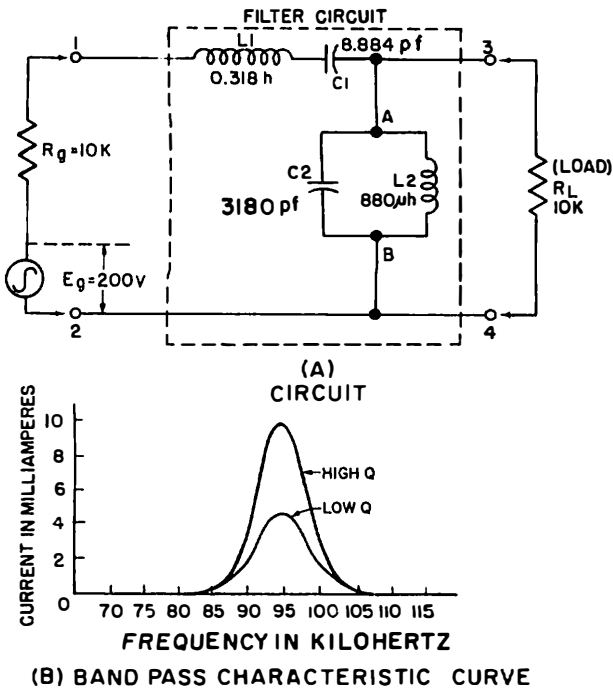 FILTER CIRCUIT
L1
8.884 pf
1
3
0.318 h
C1
A
Rg=10K
C2
L2
(LOAD)
RL
10K
3180 pf
880µh
Eg=200V
B
2
4
(A)
CIRCUIT
CURRENT IN MILLIAMPERES
10
8
6
4
2
0
HIGH Q
LOW Q
70 75 80 85 90 95 100 105 110 115
FREQUENCY IN KILOHERTZ
(B) BAND PASS CHARACTERISTIC CURVE